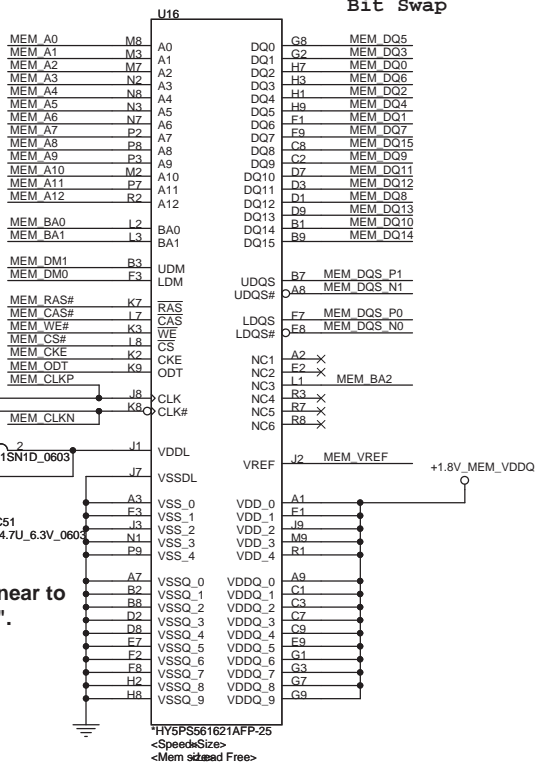 Bit Swap
U16
MEM_A0 M8 A0 DQ0 G8 MEM_DQ5
MEM_A1 M3 A1 DQ1 G2 MEM_DQ3
MEM_A2 M7 A2 DQ2 H7 MEM_DQ0
MEM_A3 N2 A3 DQ3 H3 MEM_DQ6
MEM_A4 N8 A4 DQ4 H1 MEM_DQ2
MEM_A5 N3 A5 DQ5 H9 MEM_DQ4
MEM_A6 N7 A6 DQ6 F1 MEM_DQ1
MEM_A7 P2 A7 DQ7 F9 MEM_DQ7
MEM_A8 P8 A8 DQ8 C8 MEM_DQ15
MEM_A9 P3 A9 DQ9 C2 MEM_DQ9
MEM_A10 M2 A10 DQ10 D7 MEM_DQ11
MEM_A11 P7 A11 DQ11 D3 MEM_DQ12
MEM_A12 R2 A12 DQ12 D1 MEM_DQ8
DQ13 D9 MEM_DQ13
MEM_BA0 L2 BA0 DQ14 B1 MEM_DQ10
MEM_BA1 L3 BA1 DQ15 B9 MEM_DQ14
MEM_DM1 B3 UDM UDQS B7 MEM_DQS_P1
MEM_DM0 F3 LDM UDQS# A8 MEM_DQS_N1
MEM_RAS# K7 RAS
MEM_CAS# L7 CAS LDQS F7 MEM_DQS_P0
MEM_WE# K3 WE LDQS# E8 MEM_DQS_N0
MEM_CS# L8 CS
MEM_CKE K2 CKE NC1 A2
MEM_ODT K9 ODT NC2 E2
MEM_CLKP J8 CLK NC3 L1 MEM_BA2
NC4 R3
MEM_CLKN K8 CLK# NC5 R7
NC6 R8
2
1SN1D_0603 J1 VDDL
VREF J2 MEM_VREF
J7 VSSDL
+1.8V_MEM_VDDQ
A3 VSS_0 VDD_0 A1
E3 VSS_1 VDD_1 E1
J3 VSS_2 VDD_2 J9
N1 VSS_3 VDD_3 M9
P9 VSS_4 VDD_4 R1
C51
4.7U_6.3V_0603
A7 VSSQ_0 VDDQ_0 A9
B2 VSSQ_1 VDDQ_1 C1
B8 VSSQ_2 VDDQ_2 C3
D2 VSSQ_3 VDDQ_3 C7
D8 VSSQ_4 VDDQ_4 C9
E7 VSSQ_5 VDDQ_5 E9
F2 VSSQ_6 VDDQ_6 G1
F8 VSSQ_7 VDDQ_7 G3
H2 VSSQ_8 VDDQ_8 G7
H8 VSSQ_9 VDDQ_9 G9
near to
".
*HY5PS561621AFP-25
Size>
<Mem Free>